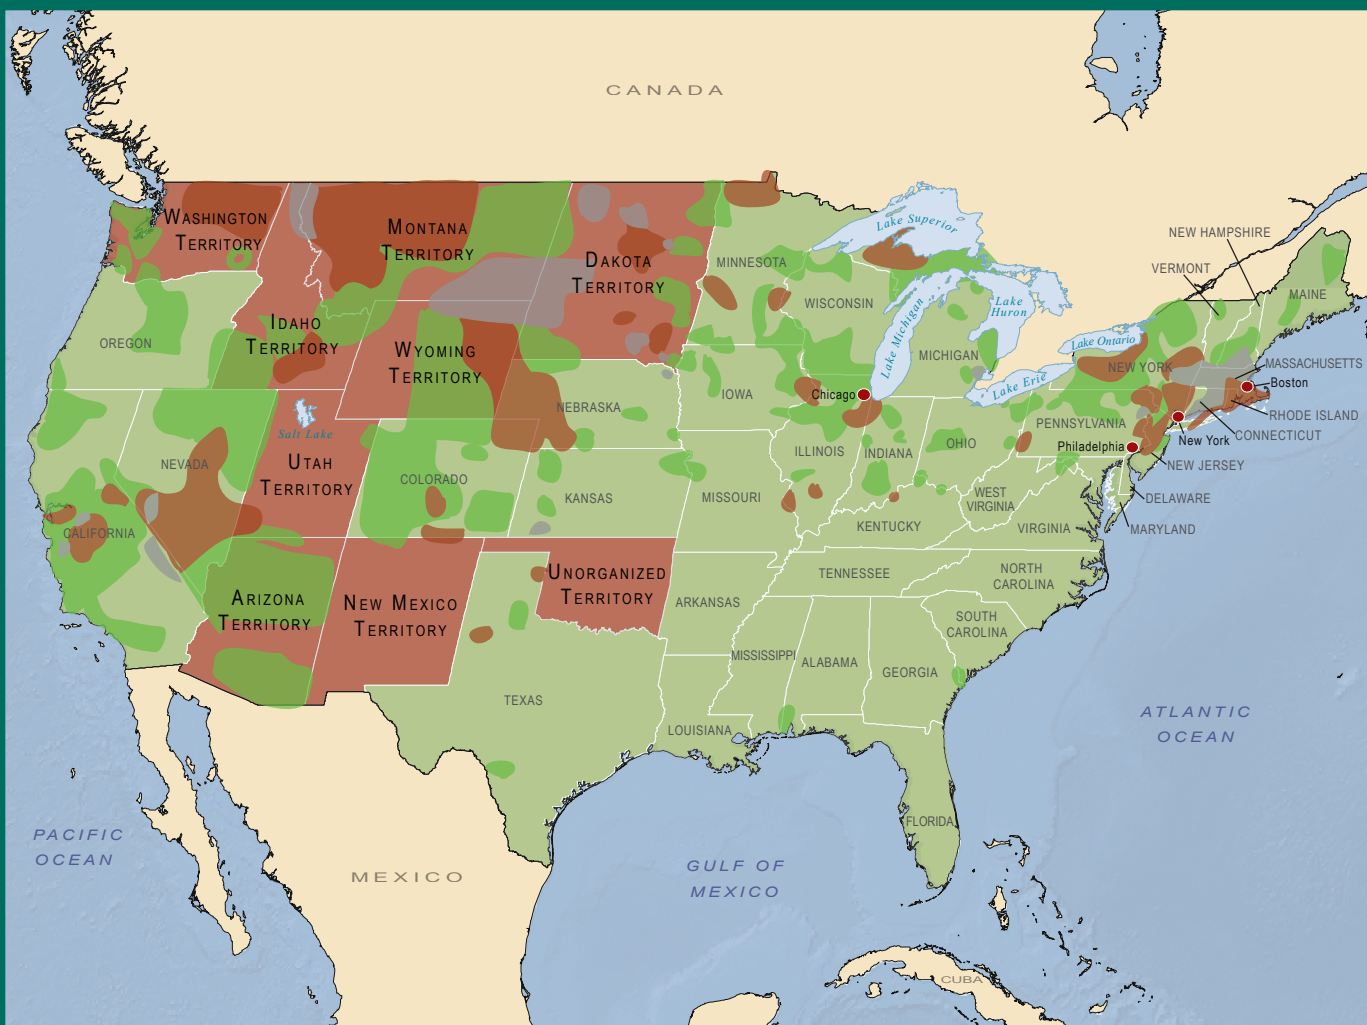 CANADA
WASHINGTON
TERRITORY
MONTANA
TERRITORY
DAKOTA
TERRITORY
MINNESOTA
Lake Superior
NEW HAMPSHIRE
VERMONT
MAINE
WISCONSIN
Lake Michigan
Lake
Huron
MICHIGAN
Lake Ontario
Lake Erie
NEW YORK
MASSACHUSETTS
Boston
RHODE ISLAND
CONNECTICUT
New York
NEW JERSEY
PENNSYLVANIA
Philadelphia
DELAWARE
MARYLAND
OREGON
IDAHO
TERRITORY
WYOMING
TERRITORY
NEBRASKA
IOWA
Chicago
ILLINOIS
INDIANA
OHIO
WEST
VIRGINIA
VIRGINIA
NEVADA
Salt Lake
UTAH
TERRITORY
COLORADO
KANSAS
MISSOURI
KENTUCKY
CALIFORNIA
ARIZONA
TERRITORY
NEW MEXICO
TERRITORY
UNORGANIZED
TERRITORY
ARKANSAS
TENNESSEE
NORTH
CAROLINA
SOUTH
CAROLINA
MISSISSIPPI
ALABAMA
GEORGIA
TEXAS
LOUISIANA
FLORIDA
ATLANTIC
OCEAN
PACIFIC
OCEAN
MEXICO
GULF OF
MEXICO
CUBA